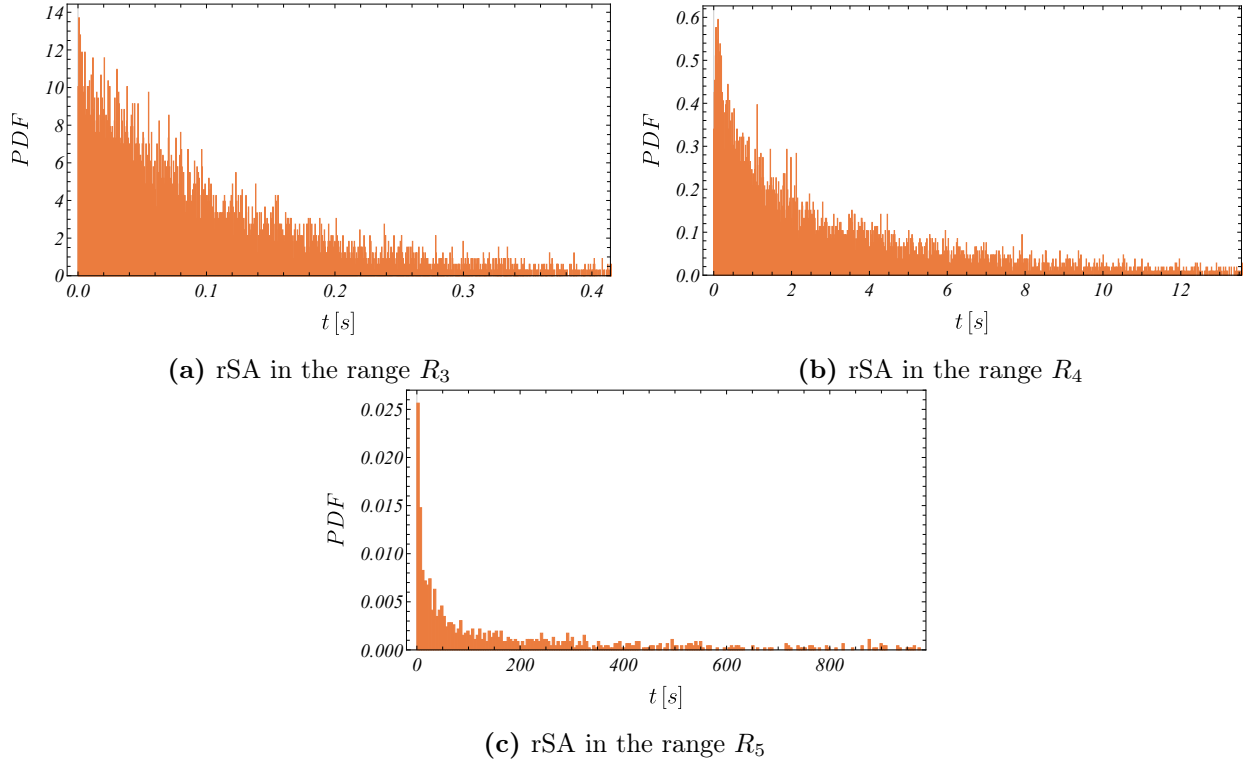 14
12
10
8
6
4
2
0
PDF
0.0 0.1 0.2 0.3 0.4
t [s]
(a) rSA in the range R₃
0.6
0.5
0.4
0.3
0.2
0.1
0.0
PDF
0 2 4 6 8 10 12
t [s]
(b) rSA in the range R₄
0.025
0.020
0.015
0.010
0.005
0.000
PDF
0 200 400 600 800
t [s]
(c) rSA in the range R₅